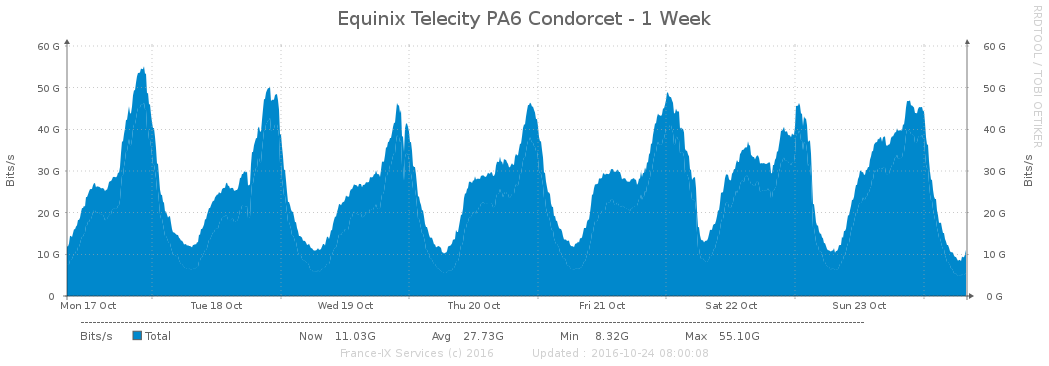 Equinix Telecity PA6 Condorcet - 1 Week
RRDTOOL / TOBI OETIKER
Bits/s
60 G
50 G
40 G
30 G
20 G
10 G
0
60 G
50 G
40 G
30 G
20 G
10 G
0 G
Bits/s
Mon 17 Oct Tue 18 Oct Wed 19 Oct Thu 20 Oct Fri 21 Oct Sat 22 Oct Sun 23 Oct
Bits/s Total Now 11.03G Avg 27.73G Min 8.32G Max 55.10G
France-IX Services (c) 2016 Updated : 2016-10-24 08:00:08